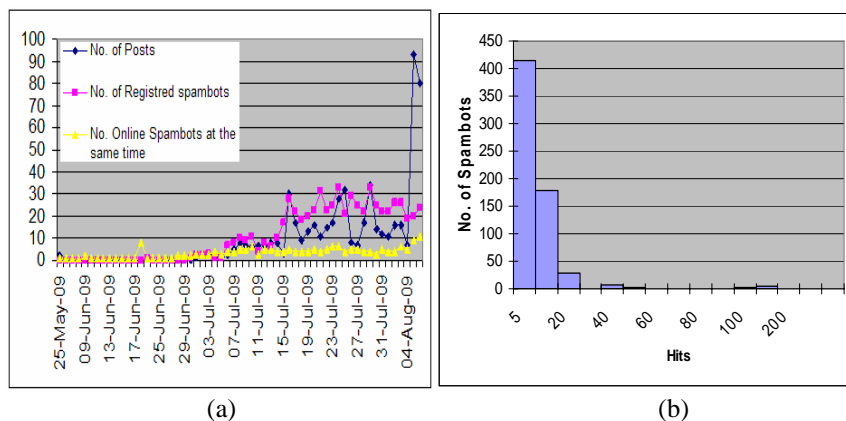 100
90
80
70
60
50
40
30
20
10
0
No. of Posts
No. of Registred spambots
No. Online Spambots at the
same time
25-May-09
09-Jun-09
13-Jun-09
17-Jun-09
21-Jun-09
25-Jun-09
29-Jun-09
03-Jul-09
07-Jul-09
11-Jul-09
15-Jul-09
19-Jul-09
23-Jul-09
27-Jul-09
31-Jul-09
04-Aug-09
(a)
No. of Spambots
450
400
350
300
250
200
150
100
50
0
5
20
40
60
100
200
Hits
(b)